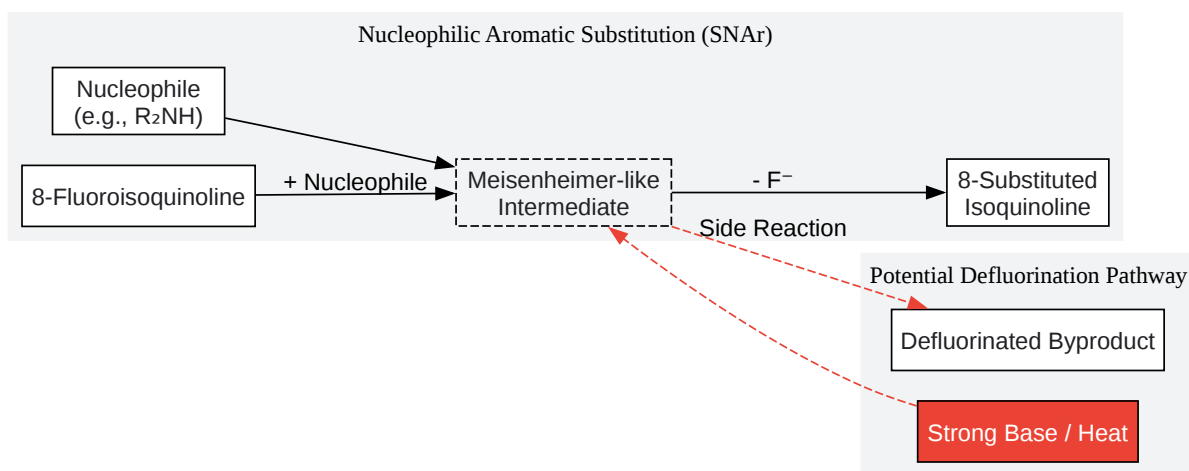 Nucleophilic Aromatic Substitution (SNAr)
Nucleophile
(e.g., R₂NH)
8-Fluoroisoquinoline
+ Nucleophile
Meisenheimer-like
Intermediate
- F⁻
8-Substituted
Isoquinoline
Side Reaction
Potential Defluorination Pathway
Defluorinated Byproduct
Strong Base / Heat